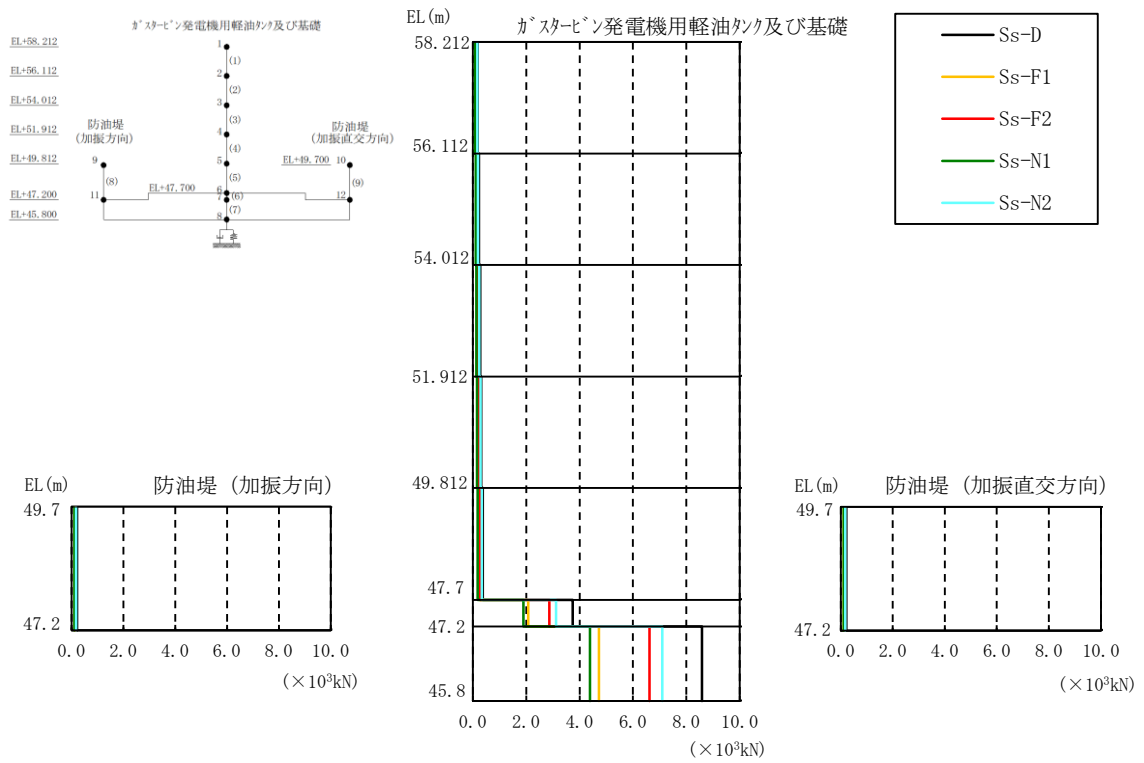 ｶﾞｽﾀｰﾋﾞﾝ発電機用軽油ﾀﾝｸ及び基礎
EL+58.212
EL+56.112
EL+54.012
EL+51.912
EL+49.812
EL+47.200
EL+45.800
1
(1)
2
(2)
3
(3)
4
(4)
5
(5)
6
(6)
7
(7)
8
防油堤
(加振方向)
9
(8)
11
EL+47.700
防油堤
(加振直交方向)
EL+49.700
10
(9)
12
EL(m)
ｶﾞｽﾀｰﾋﾞﾝ発電機用軽油ﾀﾝｸ及び基礎
58.212
56.112
54.012
51.912
49.812
47.7
47.2
45.8
0.0 2.0 4.0 6.0 8.0 10.0
(×10³kN)
Ss-D
Ss-F1
Ss-F2
Ss-N1
Ss-N2
EL(m)
防油堤 (加振方向)
49.7
47.2
0.0 2.0 4.0 6.0 8.0 10.0
(×10³kN)
EL(m)
防油堤 (加振直交方向)
49.7
47.2
0.0 2.0 4.0 6.0 8.0 10.0
(×10³kN)